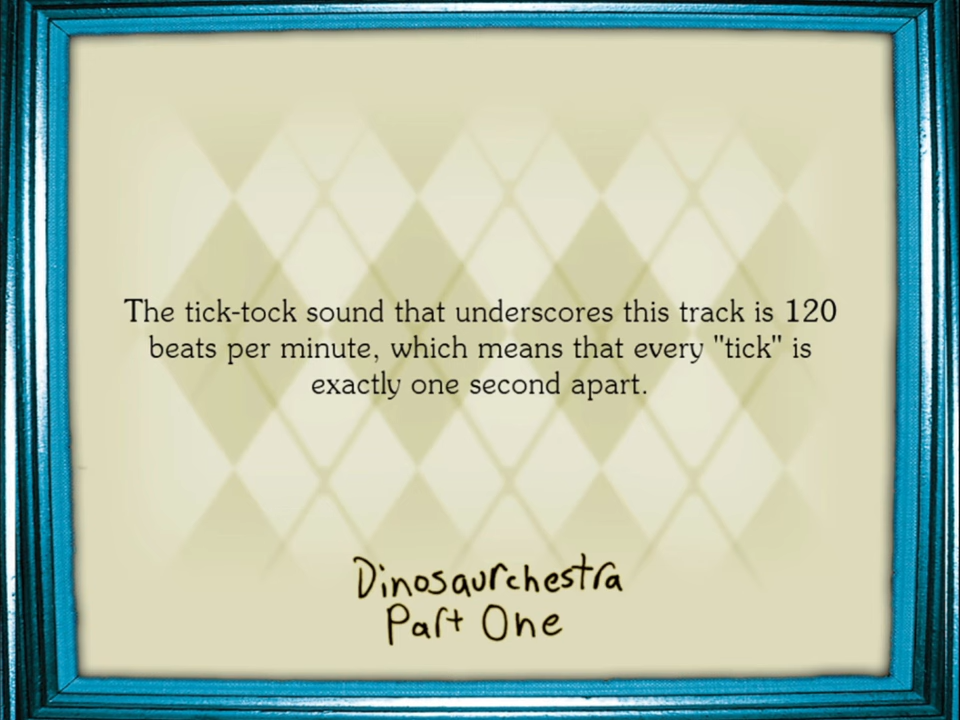 The tick-tock sound that underscores this track is 120
beats per minute, which means that every "tick" is
exactly one second apart.
Dinosaurchestra
Part One